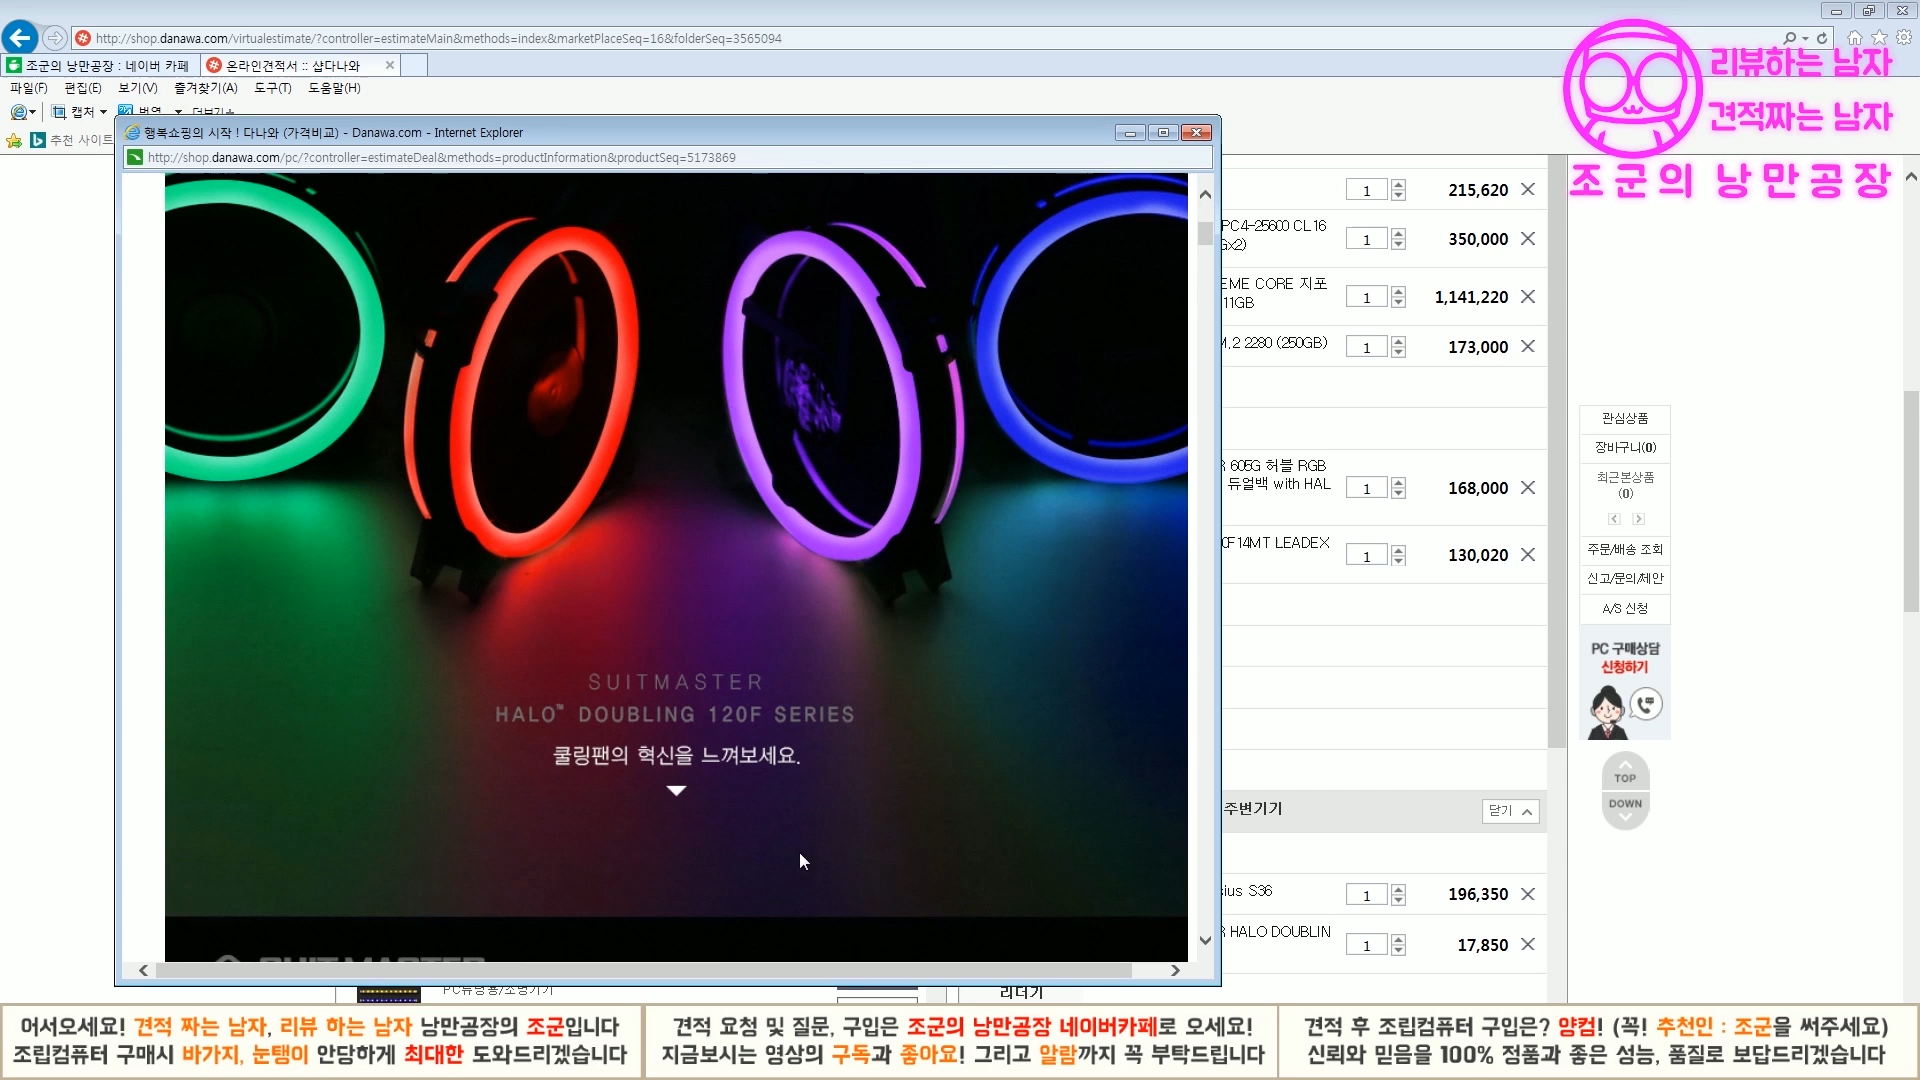 http://shop.danawa.com/virtualestimate/?controller=estimateMain&methods=index&marketPlaceSeq=16&folderSeq=3565094
조군의 낭만공장 : 네이버 카페
온라인견적서 :: 샵다나와
파일(F) 편집(E) 보기(V) 즐겨찾기(A) 도구(T) 도움말(H)
캡처
추천 사이트
리뷰하는 남자
견적짜는 남자
조군의 낭만공장
행복쇼핑의 시작 ! 다나와 (가격비교) - Danawa.com - Internet Explorer
http://shop.danawa.com/pc/?controller=estimateDeal&methods=productInformation&productSeq=5173869
SUITMASTER
HALO™ DOUBLING 120F SERIES
쿨링팬의 혁신을 느껴보세요.
1 215,620
PC4-25600 CL16
1 350,000
EME CORE 지포
11GB
1 1,141,220
2 2280 (250GB)
1 173,000
605G 허블 RGB
듀얼백 with HAL
1 168,000
F14MT LEADEX
1 130,020
주변기기
닫기
S36
1 196,350
HALO DOUBLIN
1 17,850
리더기
관심상품
장바구니(0)
최근본상품
(0)
주문/배송 조회
신고/문의/제안
A/S 신청
PC 구매상담
신청하기
TOP
DOWN
어서오세요! 견적 짜는 남자, 리뷰 하는 남자 낭만공장의 조군입니다
조립컴퓨터 구매시 바가지, 눈탱이 안당하게 최대한 도와드리겠습니다
견적 요청 및 질문, 구입은 조군의 낭만공장 네이버카페로 오세요!
지금보시는 영상의 구독과 좋아요! 그리고 알람까지 꼭 부탁드립니다
견적 후 조립컴퓨터 구입은? 양컴! (꼭! 추천인 : 조군을 써주세요)
신뢰와 믿음을 100% 정품과 좋은 성능, 품질로 보답드리겠습니다